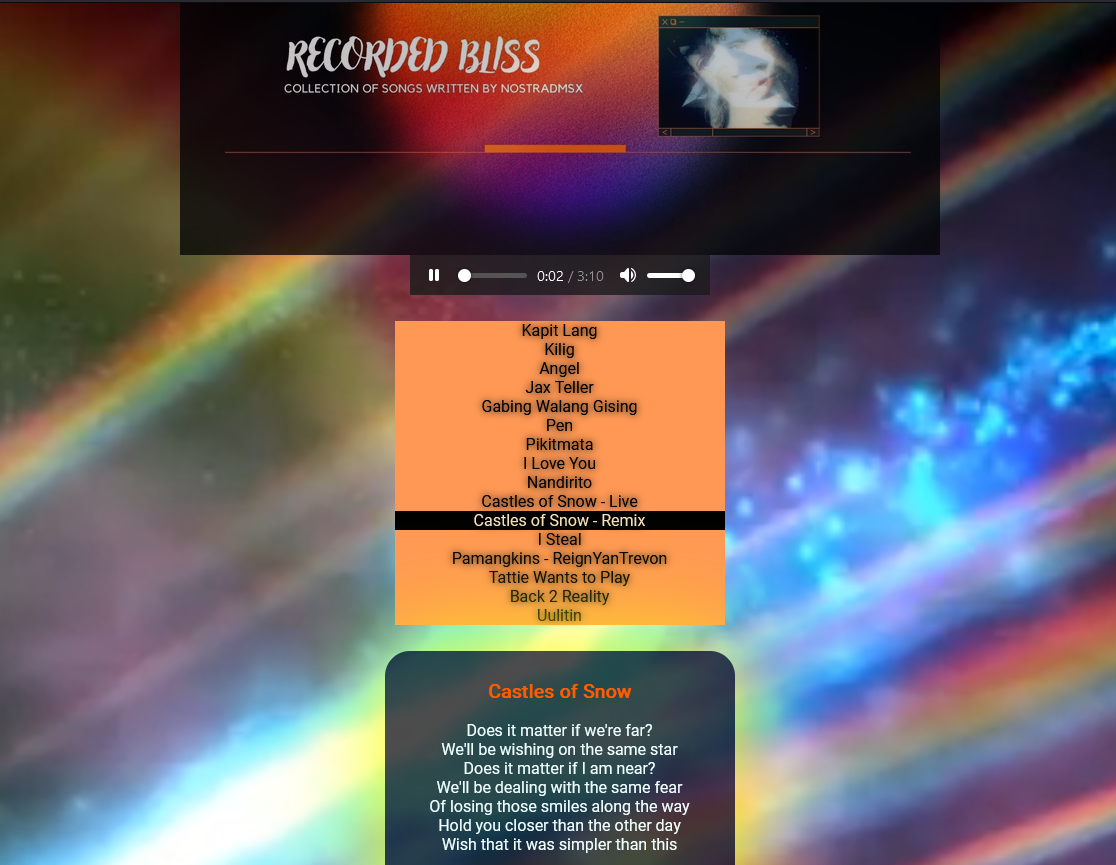 RECORDED BLISS
COLLECTION OF SONGS WRITTEN BY NOSTRADMSX
0:02 / 3:10
Kapit Lang
Kilig
Angel
Jax Teller
Gabing Walang Gising
Pen
Pikitmata
I Love You
Nandirito
Castles of Snow - Live
Castles of Snow - Remix
I Steal
Pamangkins - ReignYanTrevon
Tattie Wants to Play
Back 2 Reality
Uulitin
Castles of Snow
Does it matter if we're far?
We'll be wishing on the same star
Does it matter if I am near?
We'll be dealing with the same fear
Of losing those smiles along the way
Hold you closer than the other day
Wish that it was simpler than this